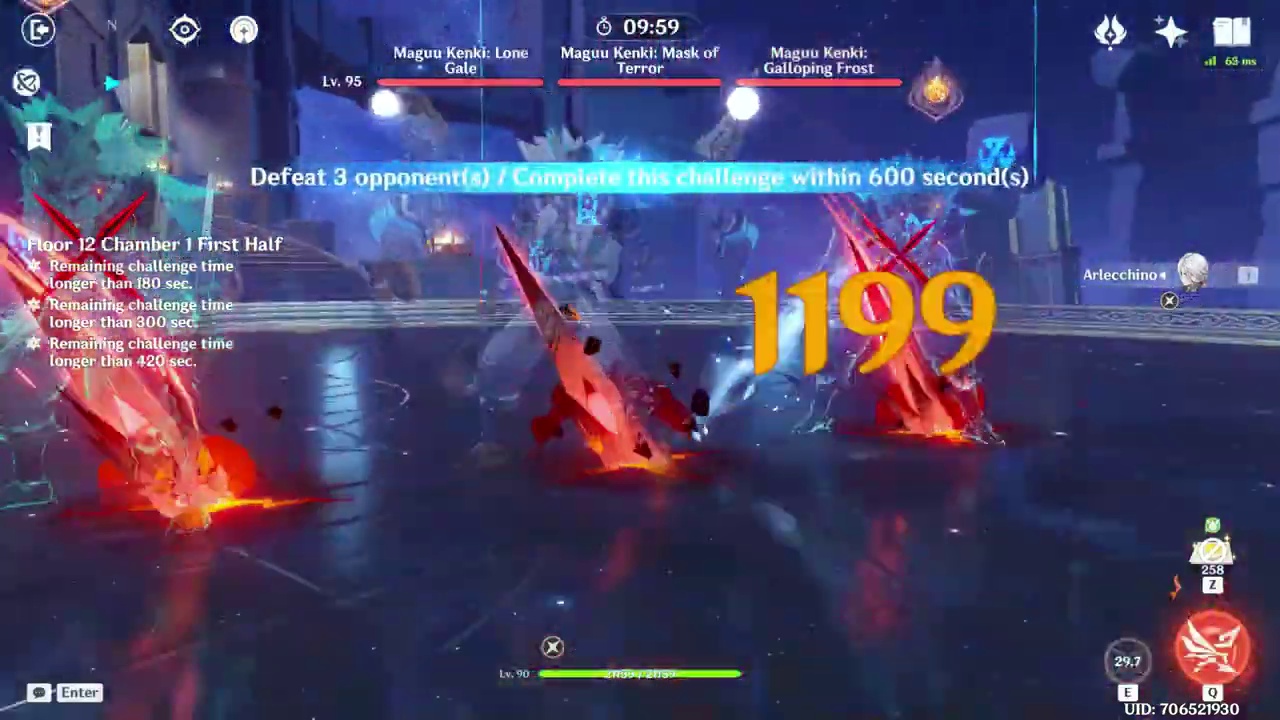 N
09:59
63 ms
Maguu Kenki: Lone
Gale
Maguu Kenki: Mask of
Terror
Maguu Kenki:
Galloping Frost
Lv. 95
Defeat 3 opponent(s) / Complete this challenge within 600 second(s)
Floor 12 Chamber 1 First Half
Remaining challenge time
longer than 180 sec.
Remaining challenge time
longer than 300 sec.
Remaining challenge time
longer than 420 sec.
Arlecchino
1
1199
258
Z
29.7
E
Q
Lv. 90
Enter
UID: 706521930